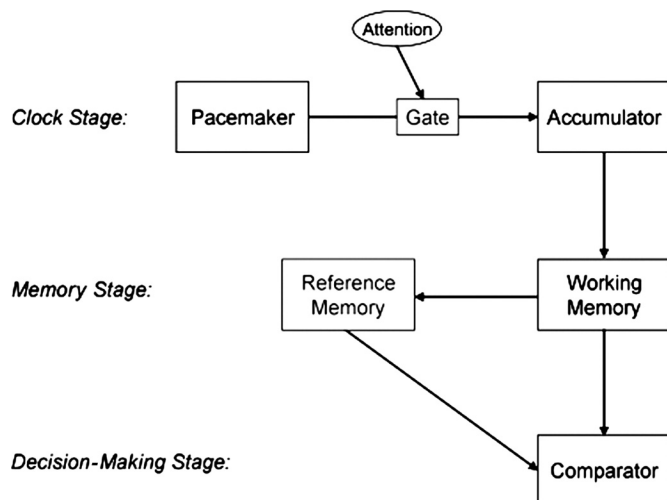 Attention
Clock Stage:
Pacemaker
Gate
Accumulator
Memory Stage:
Reference
Memory
Working
Memory
Decision-Making Stage:
Comparator